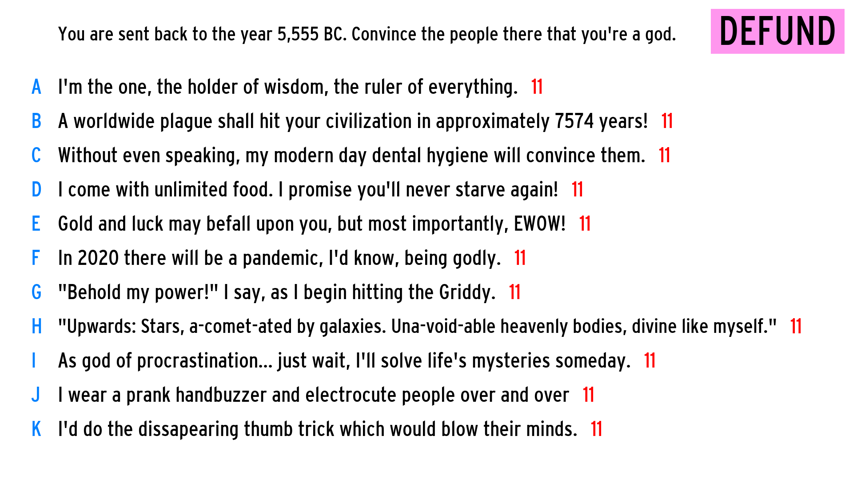 You are sent back to the year 5,555 BC. Convince the people there that you're a god.
DEFUND
A I'm the one, the holder of wisdom, the ruler of everything. 11
B A worldwide plague shall hit your civilization in approximately 7574 years! 11
C Without even speaking, my modern day dental hygiene will convince them. 11
D I come with unlimited food. I promise you'll never starve again! 11
E Gold and luck may befall upon you, but most importantly, EWOW! 11
F In 2020 there will be a pandemic, I'd know, being godly. 11
G "Behold my power!" I say, as I begin hitting the Griddy. 11
H "Upwards: Stars, a-comet-ated by galaxies. Una-void-able heavenly bodies, divine like myself." 11
I As god of procrastination... just wait, I'll solve life's mysteries someday. 11
J I wear a prank handbuzzer and electrocute people over and over 11
K I'd do the dissapearing thumb trick which would blow their minds. 11